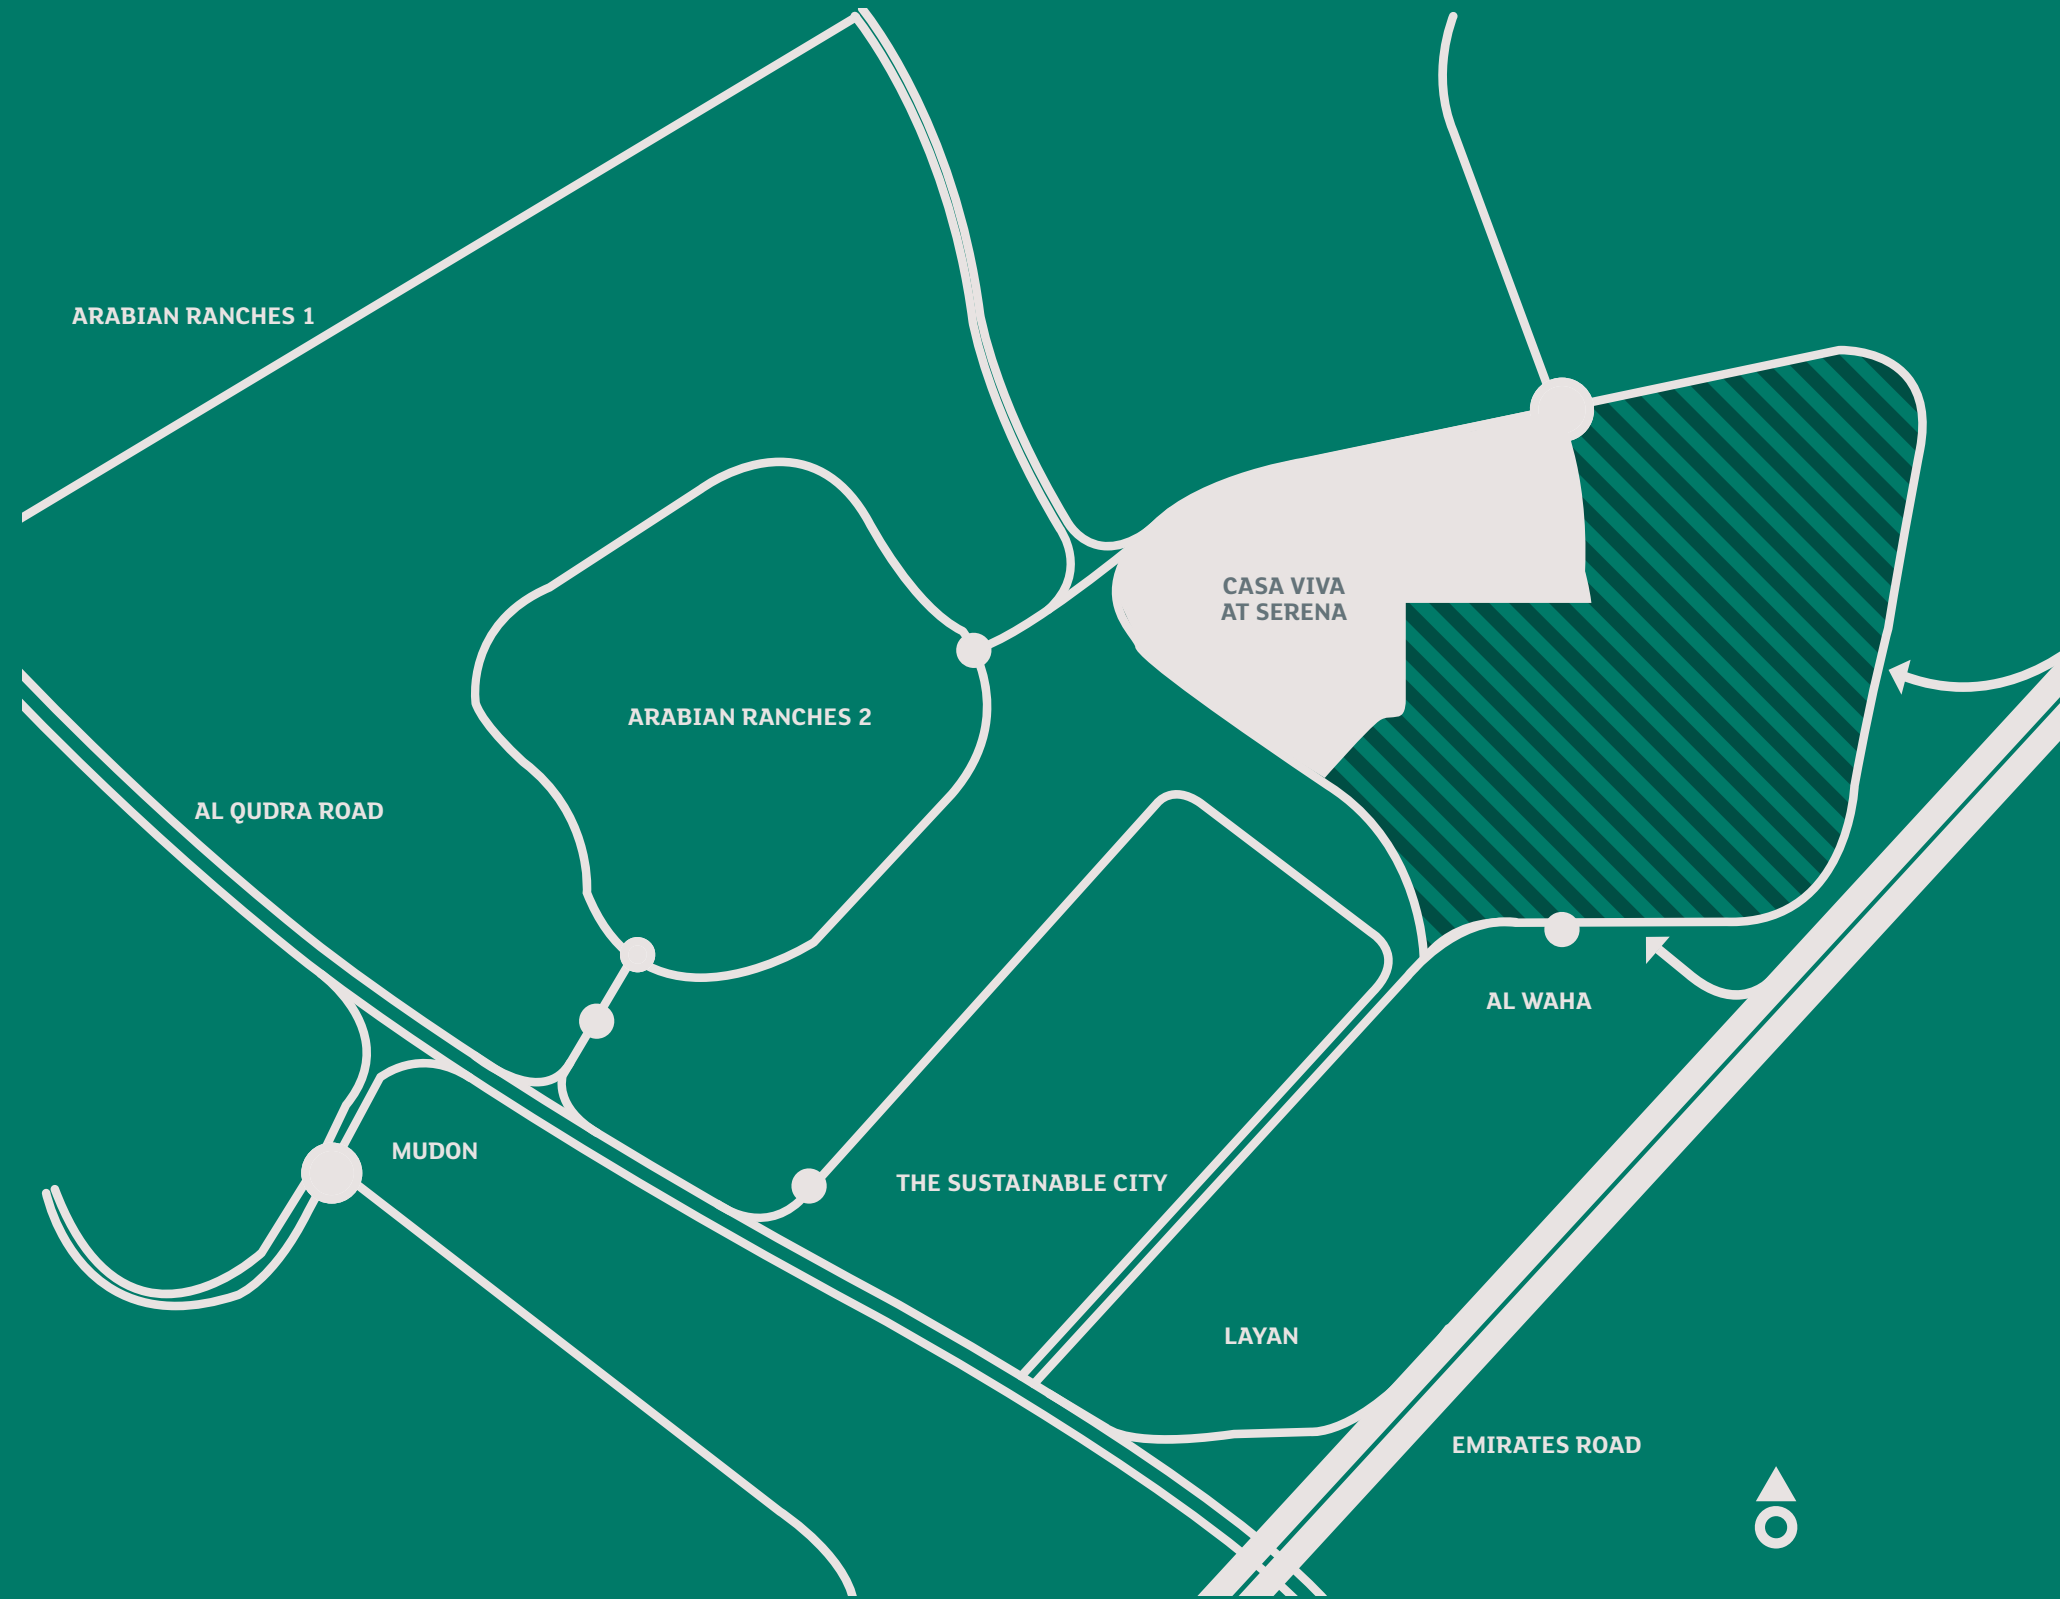 ARABIAN RANCHES 1
CASA VIVA
AT SERENA
ARABIAN RANCHES 2
AL QUDRA ROAD
AL WAHA
MUDON
THE SUSTAINABLE CITY
LAYAN
EMIRATES ROAD